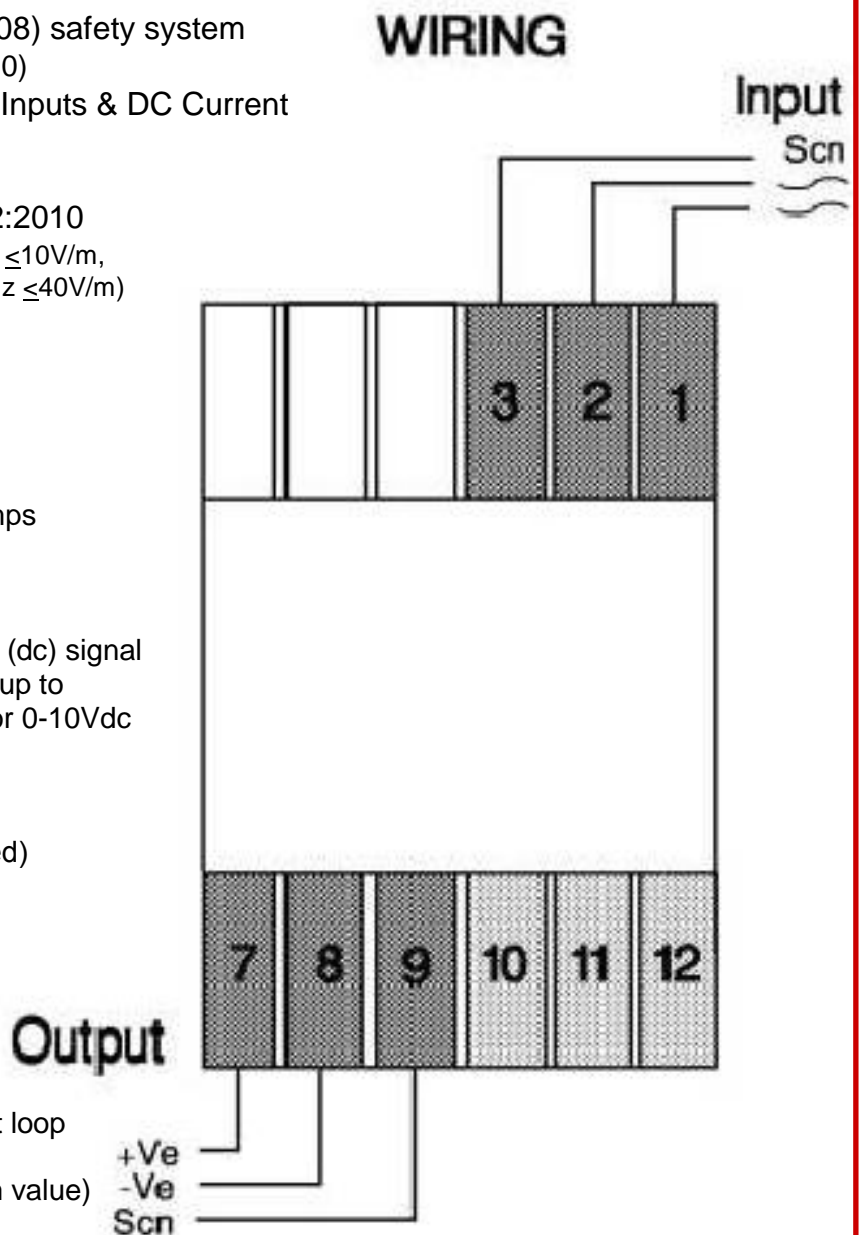 08) safety system
0)
Inputs & DC Current
2:2010
≤10V/m,
z ≤40V/m)
nps
(dc) signal
up to
or 0-10Vdc
ed)
t loop
n value)
WIRING
Input
Scn
3 2 1
7 8 9 10 11 12
Output
+Ve
-Ve
Scn